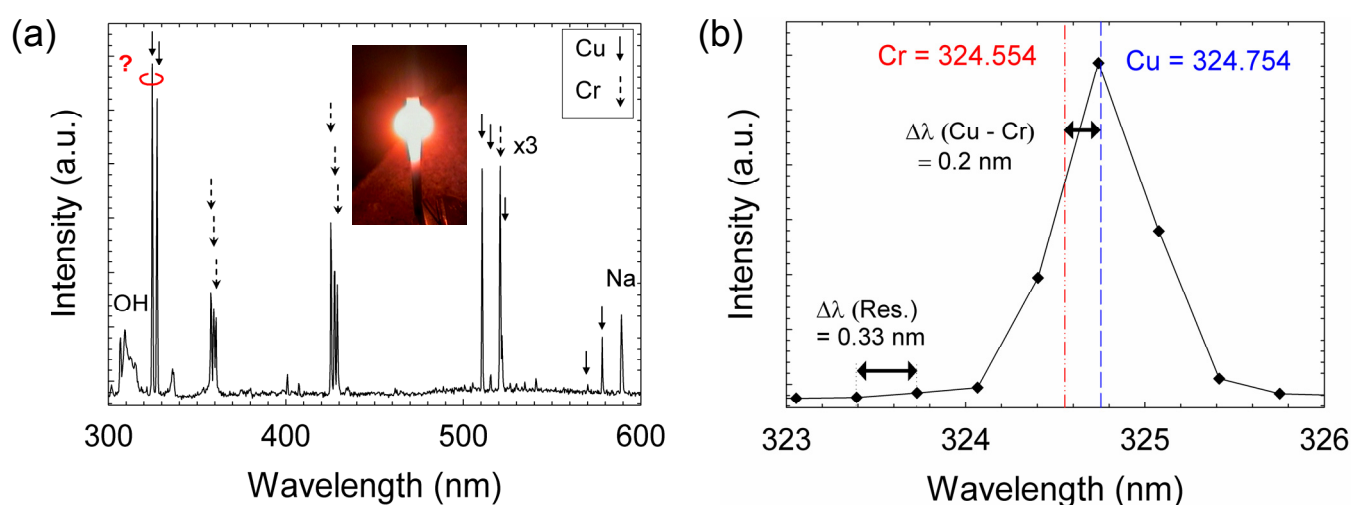 (a)
Intensity (a.u.)
?
OH
Cu
Cr
x3
Na
300 400 500 600
Wavelength (nm)
(b)
Intensity (a.u.)
Cr = 324.554
Cu = 324.754
Δλ (Cu - Cr)
= 0.2 nm
Δλ (Res.)
= 0.33 nm
323 324 325 326
Wavelength (nm)